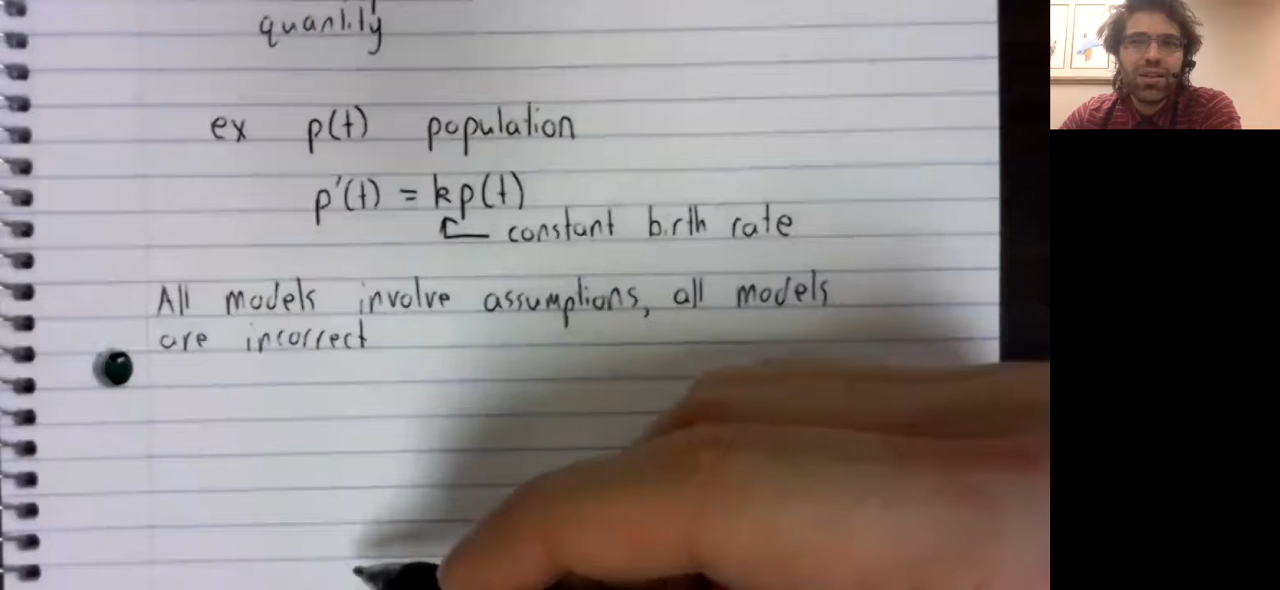 quantity
ex p(t) population
p'(t) = kp(t)
constant birth rate
All models involve assumptions, all models
are incorrect